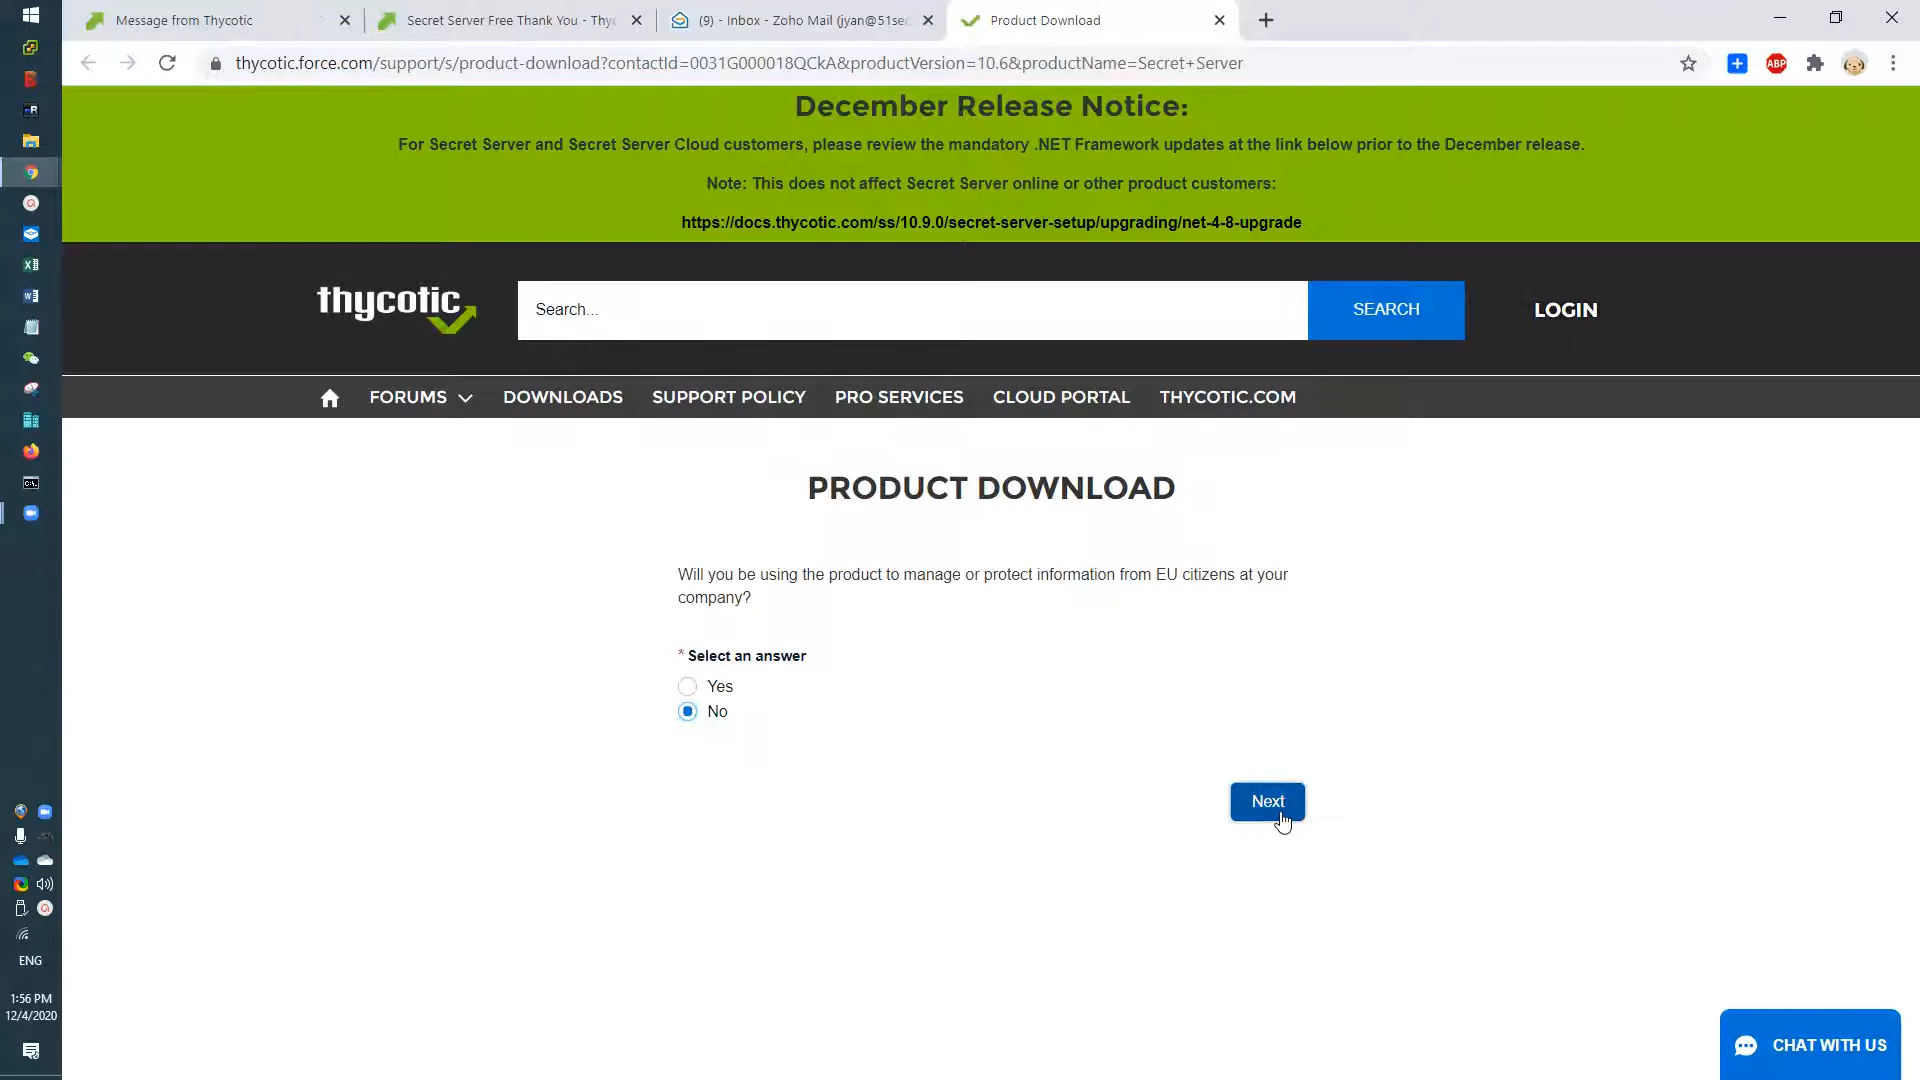 Message from Thycotic
Secret Server Free Thank You - Thy
(9) - Inbox - Zoho Mail (jyan@51sec
Product Download
thycotic.force.com/support/s/product-download?contactId=0031G000018QCkA&productVersion=10.6&productName=Secret+Server
ABP
December Release Notice:
For Secret Server and Secret Server Cloud customers, please review the mandatory .NET Framework updates at the link below prior to the December release.
Note: This does not affect Secret Server online or other product customers:
https://docs.thycotic.com/ss/10.9.0/secret-server-setup/upgrading/net-4-8-upgrade
thycotic
Search...
SEARCH
LOGIN
FORUMS
DOWNLOADS
SUPPORT POLICY
PRO SERVICES
CLOUD PORTAL
THYCOTIC.COM
PRODUCT DOWNLOAD
Will you be using the product to manage or protect information from EU citizens at your
company?
* Select an answer
Yes
No
Next
ENG
1:56 PM
12/4/2020
CHAT WITH US